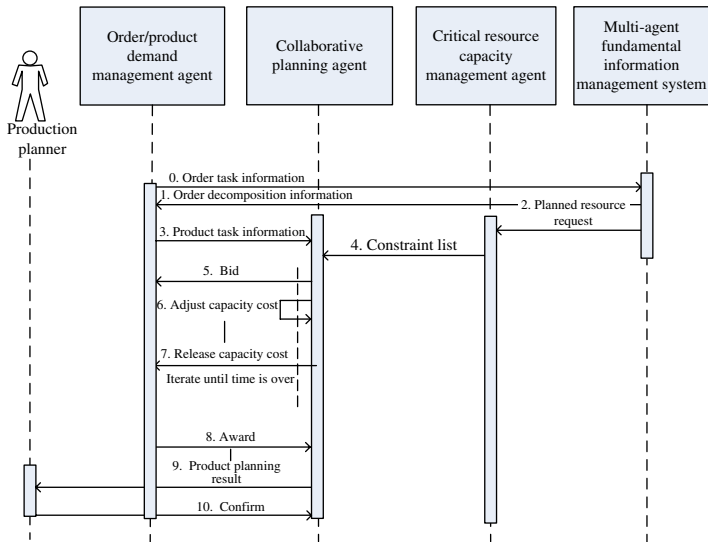 Order/product
demand
management agent
Collaborative
planning agent
Critical resource
capacity
management agent
Multi-agent
fundamental
information
management system
Production
planner
0. Order task information
1. Order decomposition information
2. Planned resource
request
3. Product task information
4. Constraint list
5. Bid
6. Adjust capacity cost
7. Release capacity cost
Iterate until time is over
8. Award
9. Product planning
result
10. Confirm